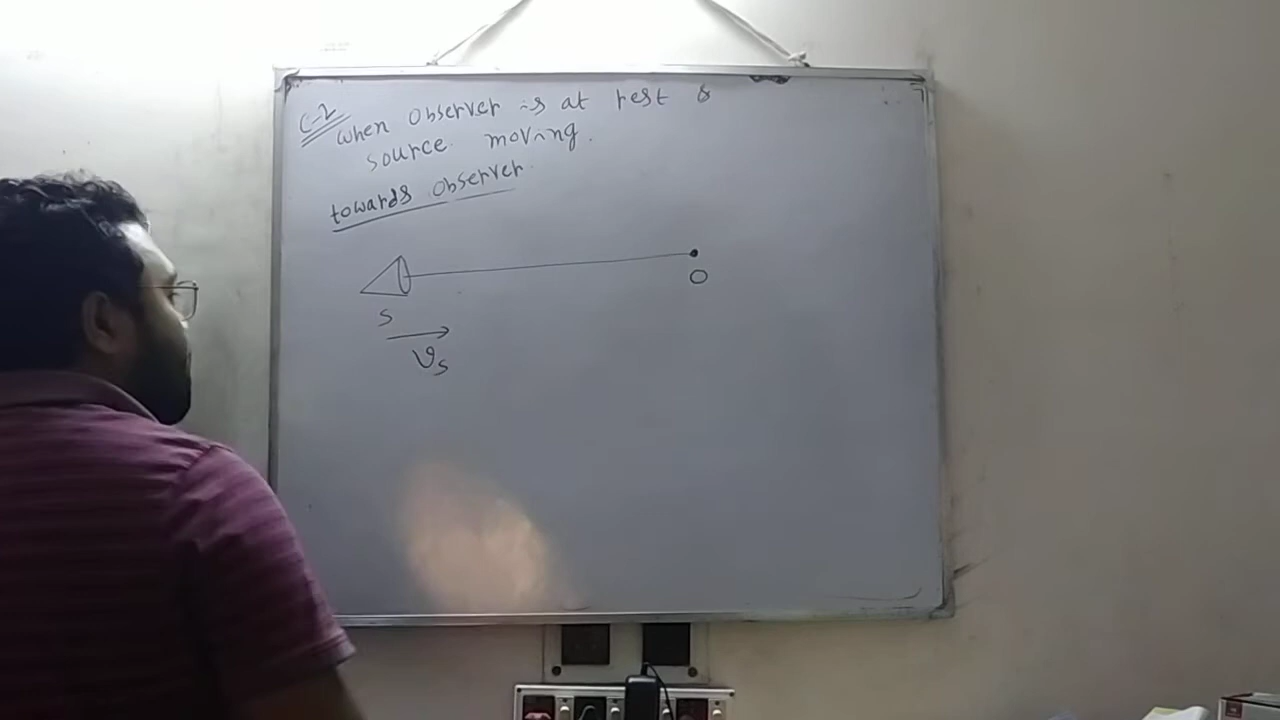 C-2
when observer is at rest &
source moving.
towards observer.
S
O
vs